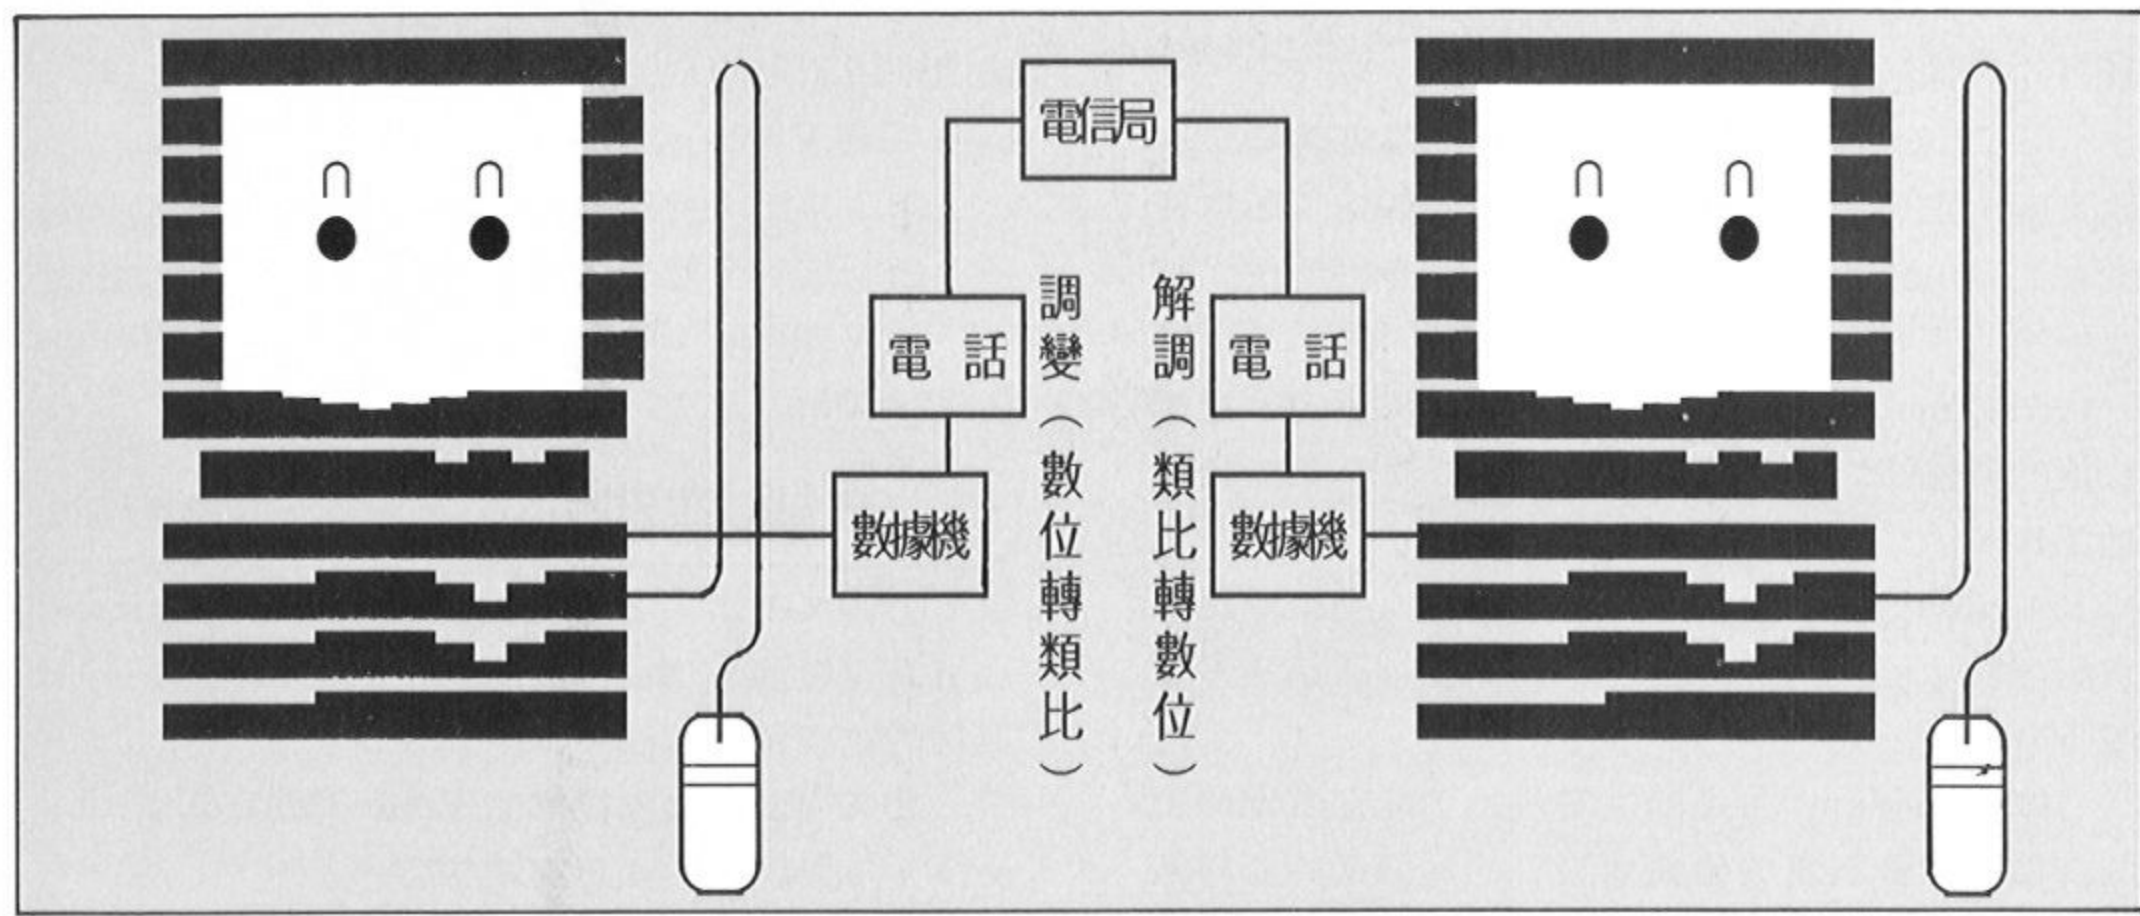 電信局
電話
調變（數位轉類比）
解調（類比轉數位）
電話
數據機
數據機